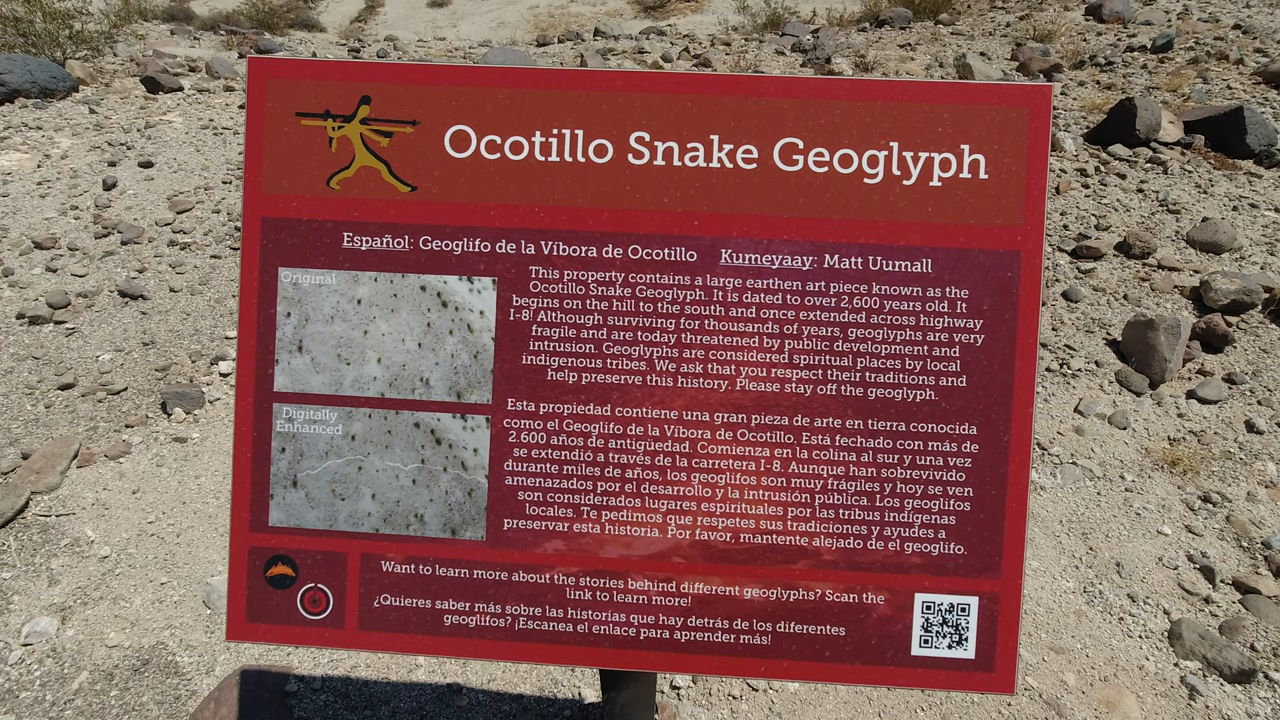 Ocotillo Snake Geoglyph
Español: Geoglifo de la Víbora de Ocotillo Kumeyaay: Matt Uumall
Original
Digitally
Enhanced
This property contains a large earthen art piece known as the
Ocotillo Snake Geoglyph. It is dated to over 2,600 years old. It
begins on the hill to the south and once extended across highway
I-8! Although surviving for thousands of years, geoglyphs are very
fragile and are today threatened by public development and
intrusion. Geoglyphs are considered spiritual places by local
indigenous tribes. We ask that you respect their traditions and
help preserve this history. Please stay off the geoglyph.
Esta propiedad contiene una gran pieza de arte en tierra conocida
como el Geoglifo de la Víbora de Ocotillo. Está fechado con más de
2.600 años de antigüedad. Comienza en la colina al sur y una vez
se extendió a través de la carretera I-8. Aunque han sobrevivido
durante miles de años, los geoglifos son muy frágiles y hoy se ven
amenazados por el desarrollo y la intrusión pública. Los geoglifos
son considerados lugares espirituales por las tribus indígenas
locales. Te pedimos que respetes sus tradiciones y ayudes a
preservar esta historia. Por favor, mantente alejado de el geoglifo.
Want to learn more about the stories behind different geoglyphs? Scan the
link to learn more!
¿Quieres saber más sobre las historias que hay detrás de los diferentes
geoglifos? ¡Escanea el enlace para aprender más!